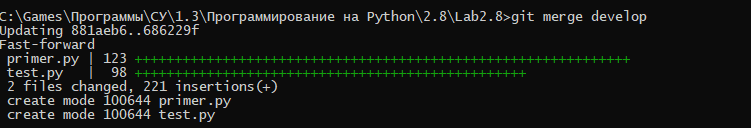 C:\Games\Программы\СУ\1.3\Программирование на Python\2.8\Lab2.8>git merge develop
Updating 881aeb6..686229f
Fast-forward
primer.py | 123 ++++++++++++++++++++++++++++++++++++++++++++++++++++++++++++++
test.py   |  98 +++++++++++++++++++++++++++++++++++++++++++++++++
2 files changed, 221 insertions(+)
create mode 100644 primer.py
create mode 100644 test.py